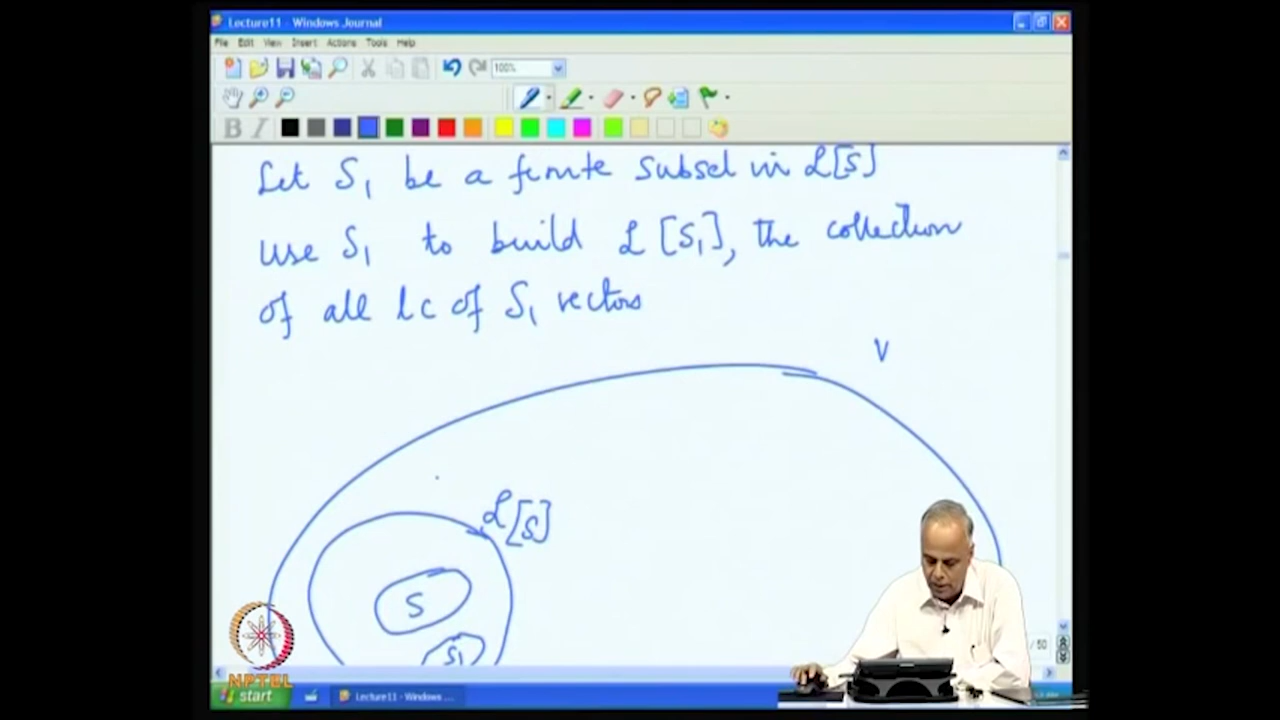 Lecture11 - Windows Journal
File Edit View Insert Actions Tools Help
100%
B I
Let S₁ be a finite subset in L[S]
use S₁ to build L[S₁], the collection
of all lc of S₁ vectors
V
L[S]
S
S₁
/ 50
NPTEL
start Lecture11 - Windows ...